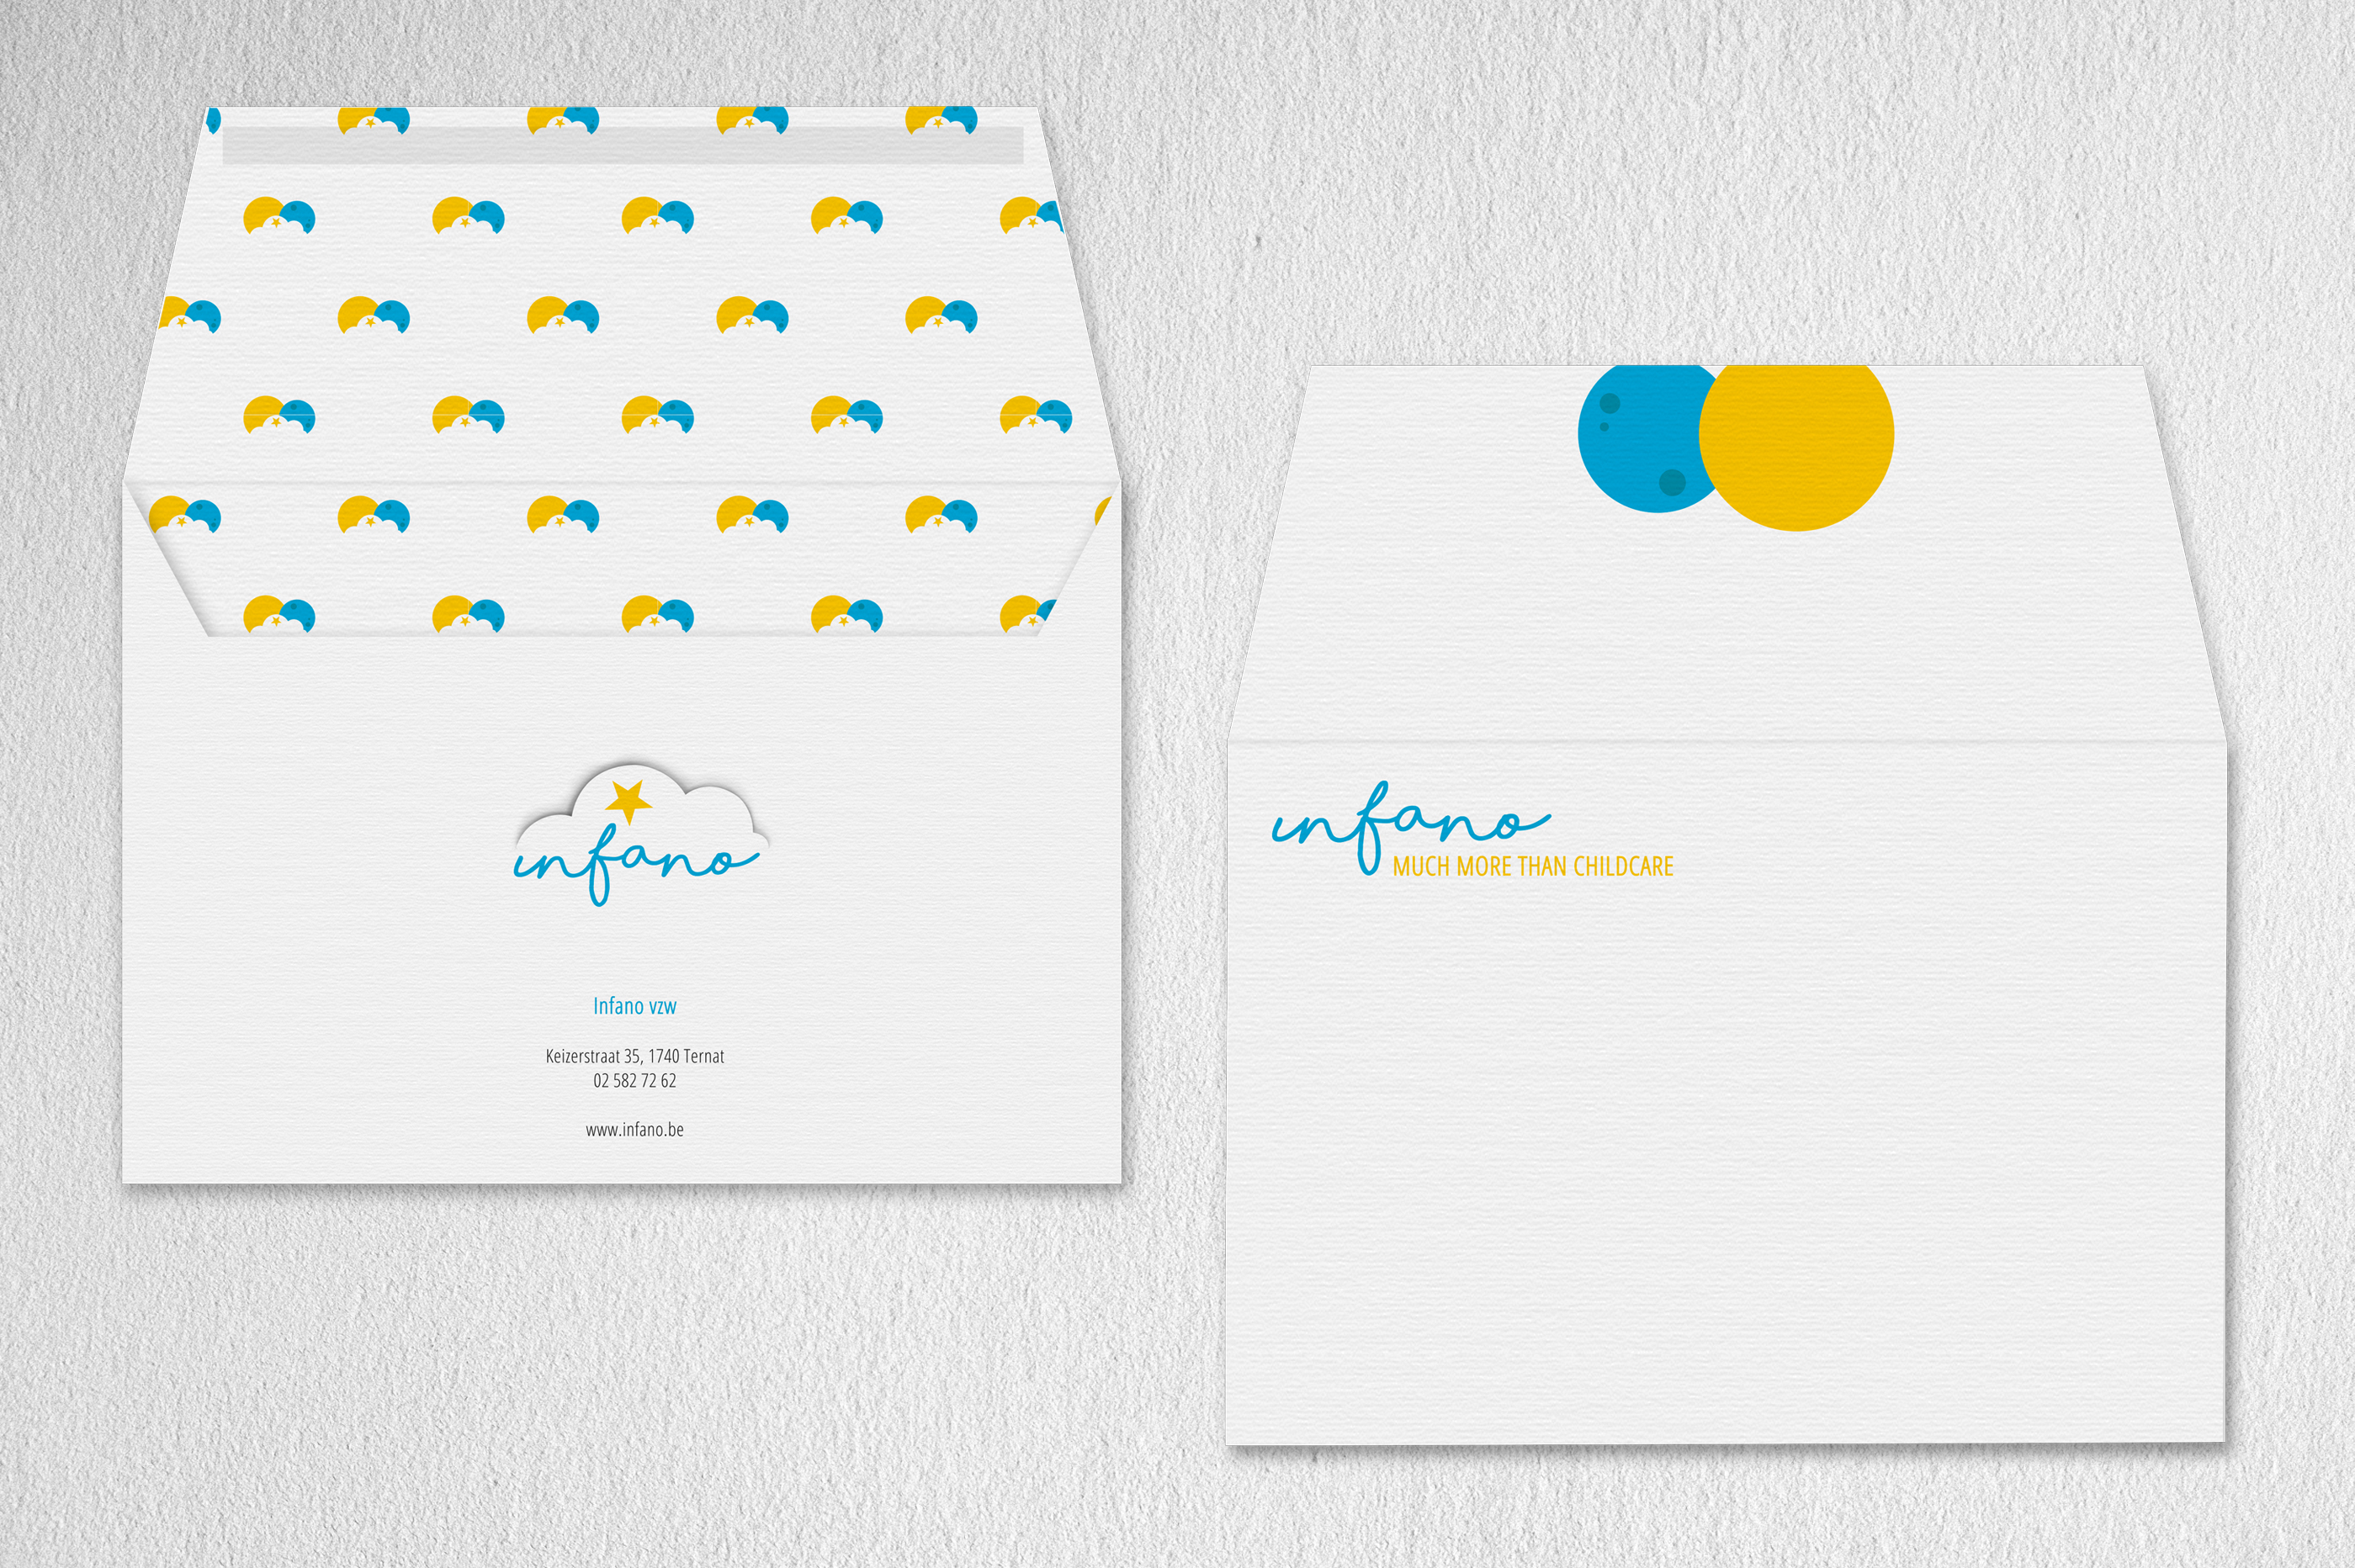 infano
Infano vzw
Keizerstraat 35, 1740 Ternat
02 582 72 62
www.infano.be
infano
MUCH MORE THAN CHILDCARE